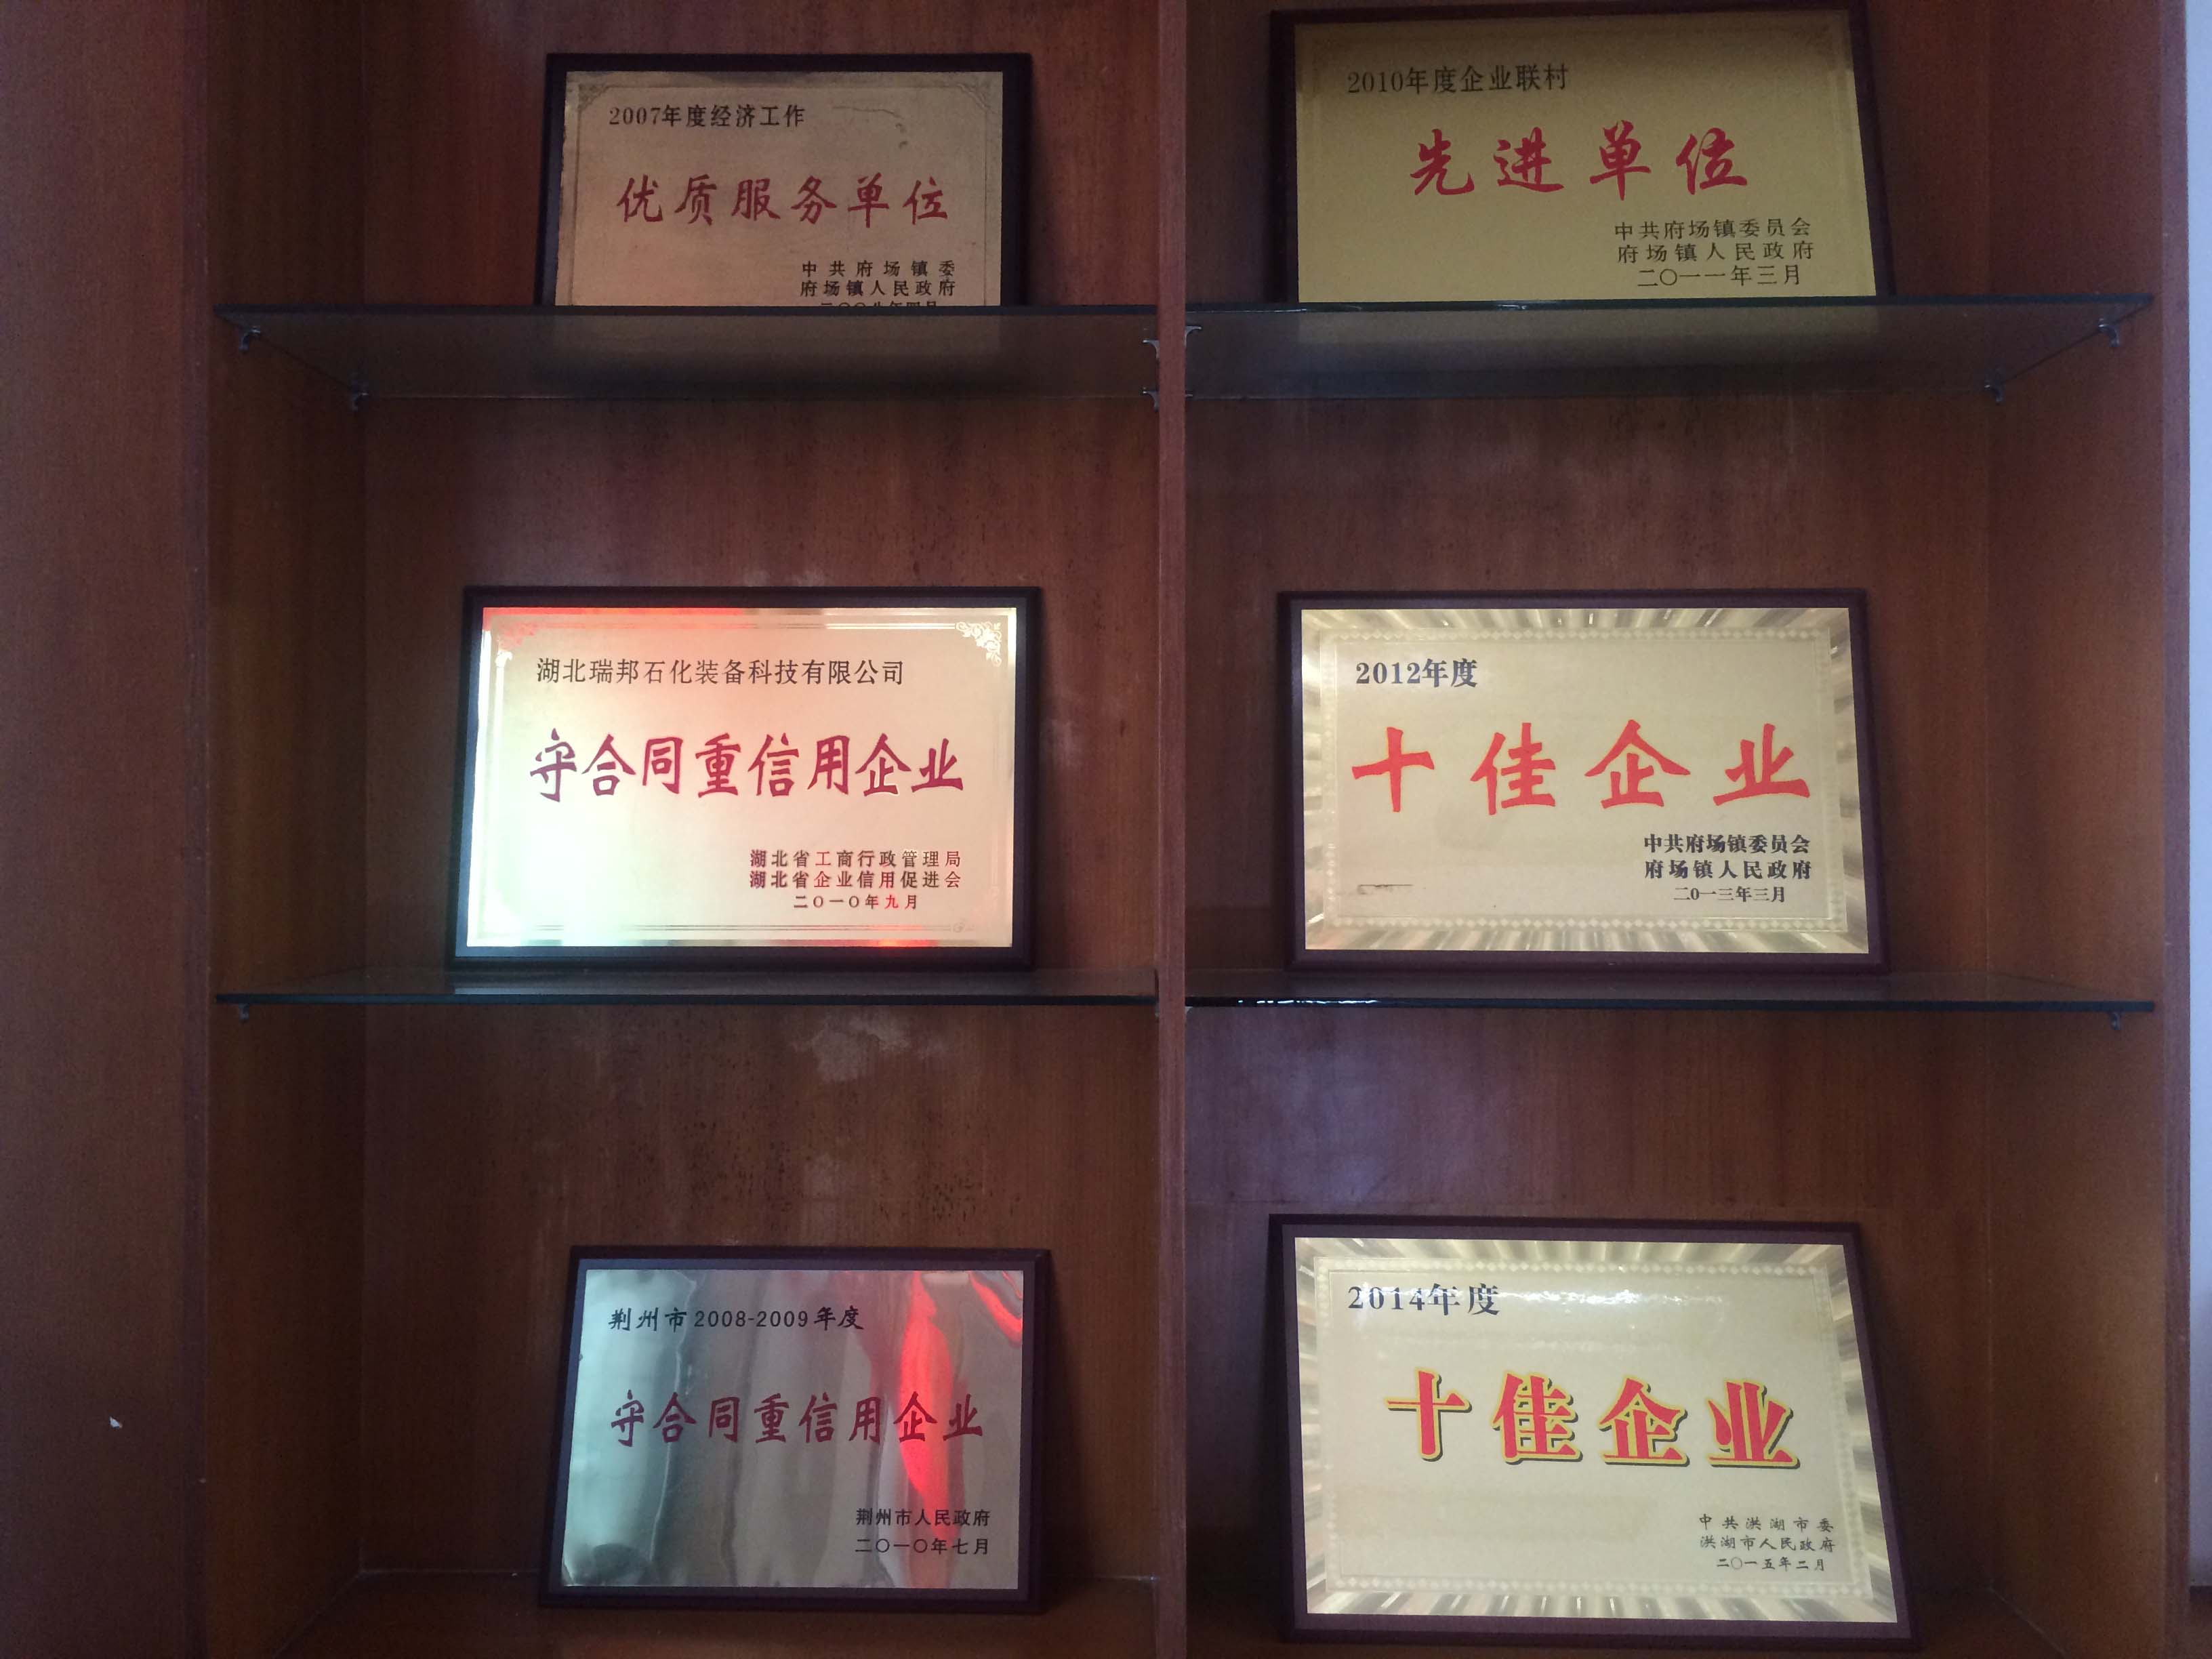 2007年度经济工作
优质服务单位
中共府场镇委
府场镇人民政府
二〇〇八年四月
2010年度企业联村
先进单位
中共府场镇委员会
府场镇人民政府
二〇一一年三月
湖北瑞邦石化装备科技有限公司
守合同重信用企业
湖北省工商行政管理局
湖北省企业信用促进会
二〇一〇年九月
2012年度
十佳企业
中共府场镇委员会
府场镇人民政府
二〇一三年三月
荆州市2008-2009年度
守合同重信用企业
荆州市人民政府
二〇一〇年七月
2014年度
十佳企业
中共洪湖市委
洪湖市人民政府
二〇一五年二月